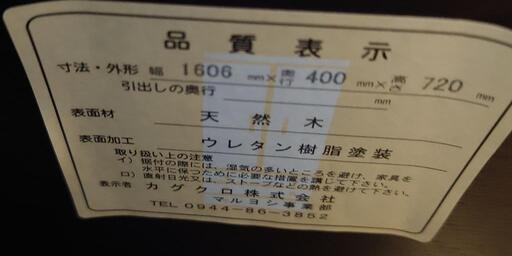 品質表示
寸法・外形 幅 1606 mm×奥行 400 mm×高さ 720 mm
引出しの奥行 mm
表面材 天然木
表面加工 ウレタン樹脂塗装
取り扱い上の注意
イ) 据付の際には、湿気の多いところを避け、家具を
水平に保つために必要な措置を講じて下さい。
ロ) 直射日光又は、ストーブなどの熱を避けて下さい。
表示者 カグクロ株式会社
マルヨシ事業部
TEL 0944-86-3852